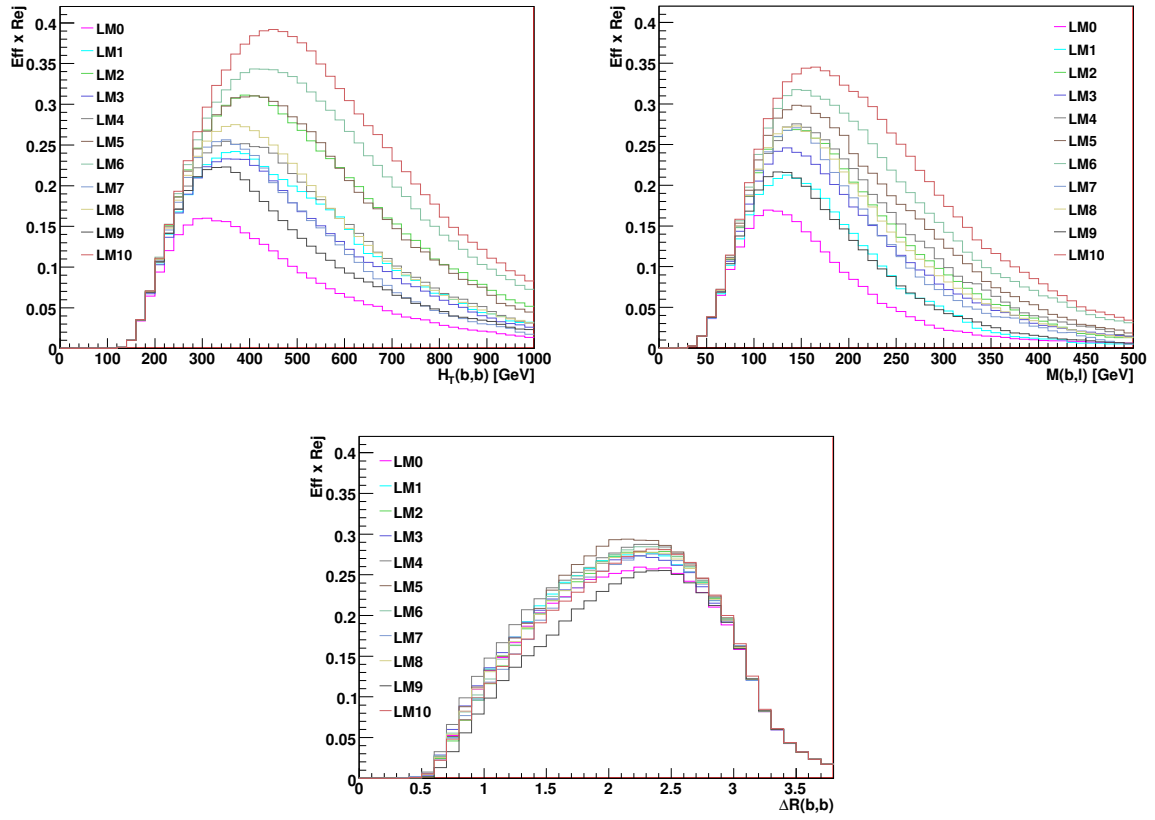 Eff x Rej
0.4
0.35
0.3
0.25
0.2
0.15
0.1
0.05
0
LM0
LM1
LM2
LM3
LM4
LM5
LM6
LM7
LM8
LM9
LM10
0 100 200 300 400 500 600 700 800 900 1000
H_T(b,b) [GeV]
Eff x Rej
0.4
0.35
0.3
0.25
0.2
0.15
0.1
0.05
0
LM0
LM1
LM2
LM3
LM4
LM5
LM6
LM7
LM8
LM9
LM10
0 50 100 150 200 250 300 350 400 450 500
M(b,l) [GeV]
Eff x Rej
0.4
0.35
0.3
0.25
0.2
0.15
0.1
0.05
0
LM0
LM1
LM2
LM3
LM4
LM5
LM6
LM7
LM8
LM9
LM10
0 0.5 1 1.5 2 2.5 3 3.5
ΔR(b,b)